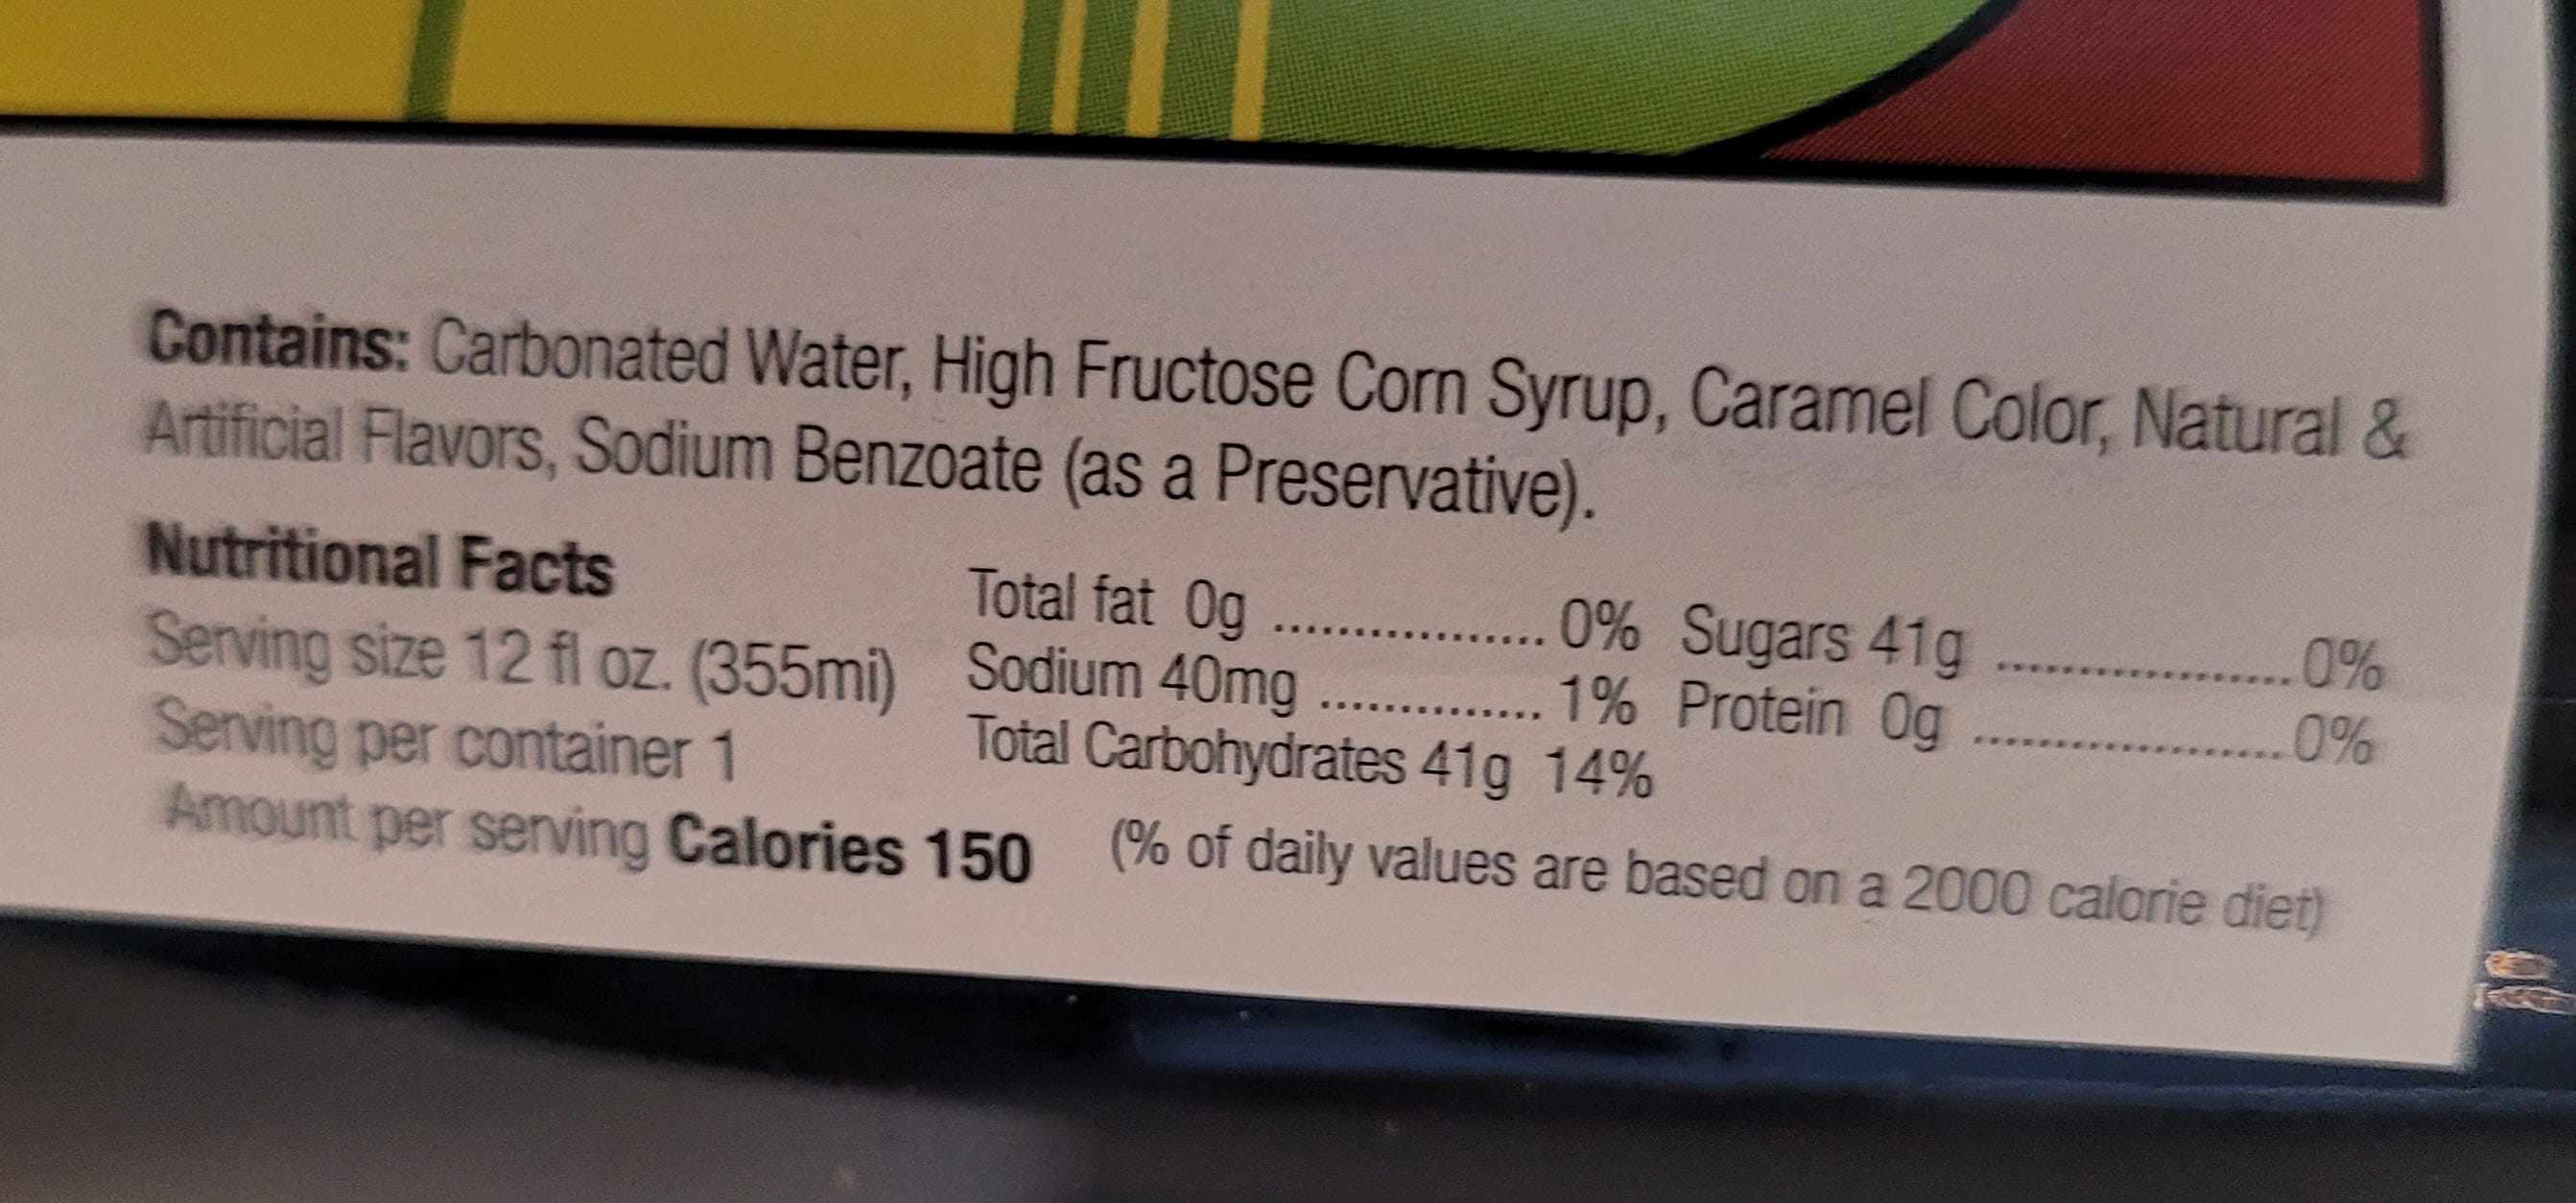 Contains: Carbonated Water, High Fructose Corn Syrup, Caramel Color, Natural &
Artificial Flavors, Sodium Benzoate (as a Preservative).
Nutritional Facts
Serving size 12 fl oz. (355mi)
Serving per container 1
Amount per serving Calories 150
Total fat 0g .................. 0%
Sodium 40mg ............... 1%
Total Carbohydrates 41g 14%
Sugars 41g .................... 0%
Protein 0g ..................... 0%
(% of daily values are based on a 2000 calorie diet)